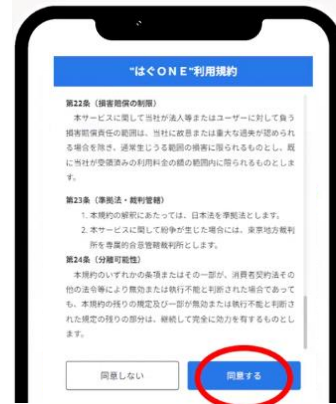 "はぐONE"利用規約
第22条（損害賠償の制限）
本サービスに関して当社が法人等またはユーザーに対して負う
損害賠償責任の範囲は、当社に故意または重大な過失が認められ
る場合を除き、通常生じうる範囲の損害に限られるものとし、既
に当社が受領済みの利用料金の額の範囲内に限られるものとしま
す。
第23条（準拠法・裁判管轄）
1. 本規約の解釈にあたっては、日本法を準拠法とします。
2. 本サービスに関して紛争が生じた場合には、東京地方裁判
所を専属的合意管轄裁判所とします。
第24条（分離可能性）
本規約のいずれかの条項またはその一部が、消費者契約法その
他の法令等により無効または執行不能と判断された場合であって
も、本規約の残りの規定及び一部が無効または執行不能と判断さ
れた規定の残りの部分は、継続して完全に効力を有するものとし
ます。
同意しない
同意する